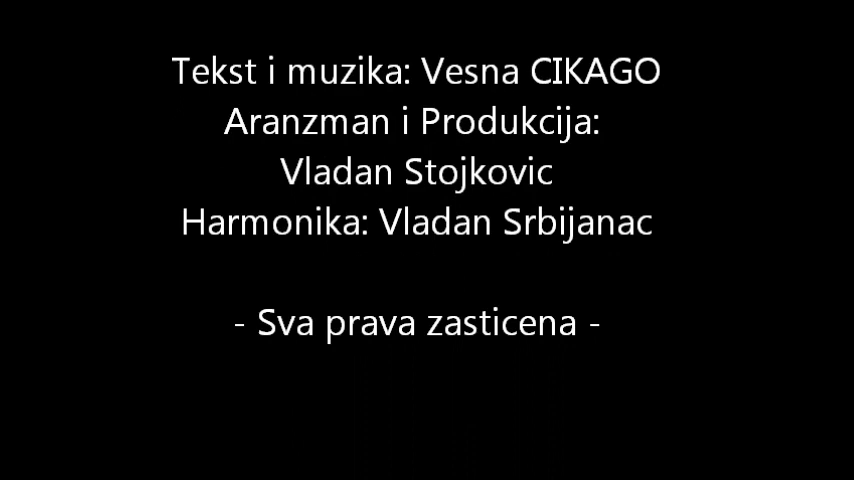 Tekst i muzika: Vesna CIKAGO
Aranzman i Produkcija:
Vladan Stojkovic
Harmonika: Vladan Srbijanac
- Sva prava zasticena -